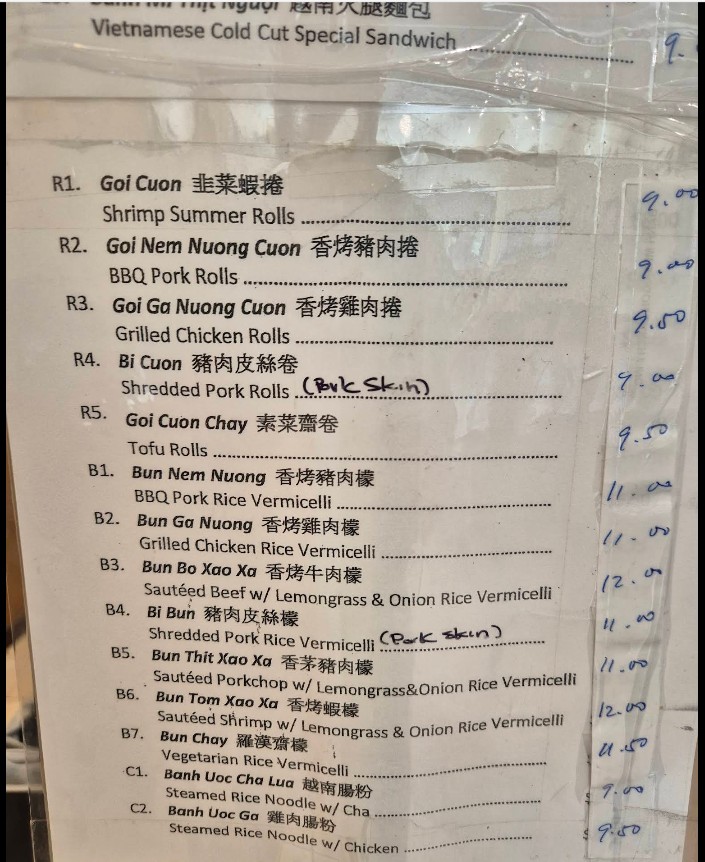 Banh Mi Thit Nguoi 越南火腿麵包
Vietnamese Cold Cut Special Sandwich 9.
R1. Goi Cuon 韭菜蝦捲
Shrimp Summer Rolls 9.00
R2. Goi Nem Nuong Cuon 香烤豬肉捲
BBQ Pork Rolls 9.00
R3. Goi Ga Nuong Cuon 香烤雞肉捲
Grilled Chicken Rolls 9.50
R4. Bi Cuon 豬肉皮絲卷
Shredded Pork Rolls (Pork Skin) 9.00
R5. Goi Cuon Chay 素菜齋卷
Tofu Rolls 9.50
B1. Bun Nem Nuong 香烤豬肉檬
BBQ Pork Rice Vermicelli 11.00
B2. Bun Ga Nuong 香烤雞肉檬
Grilled Chicken Rice Vermicelli 11.00
B3. Bun Bo Xao Xa 香烤牛肉檬
Sautéed Beef w/ Lemongrass & Onion Rice Vermicelli 12.00
B4. Bi Bun 豬肉皮絲檬
Shredded Pork Rice Vermicelli (Pork skin) 11.00
B5. Bun Thit Xao Xa 香茅豬肉檬
Sautéed Porkchop w/ Lemongrass&Onion Rice Vermicelli 11.00
B6. Bun Tom Xao Xa 香烤蝦檬
Sautéed Shrimp w/ Lemongrass & Onion Rice Vermicelli 12.00
B7. Bun Chay 羅漢齋檬
Vegetarian Rice Vermicelli 11.50
C1. Banh Uoc Cha Lua 越南腸粉
Steamed Rice Noodle w/ Cha $ 9.00
C2. Banh Uoc Ga 雞肉腸粉
Steamed Rice Noodle w/ Chicken $ 9.50